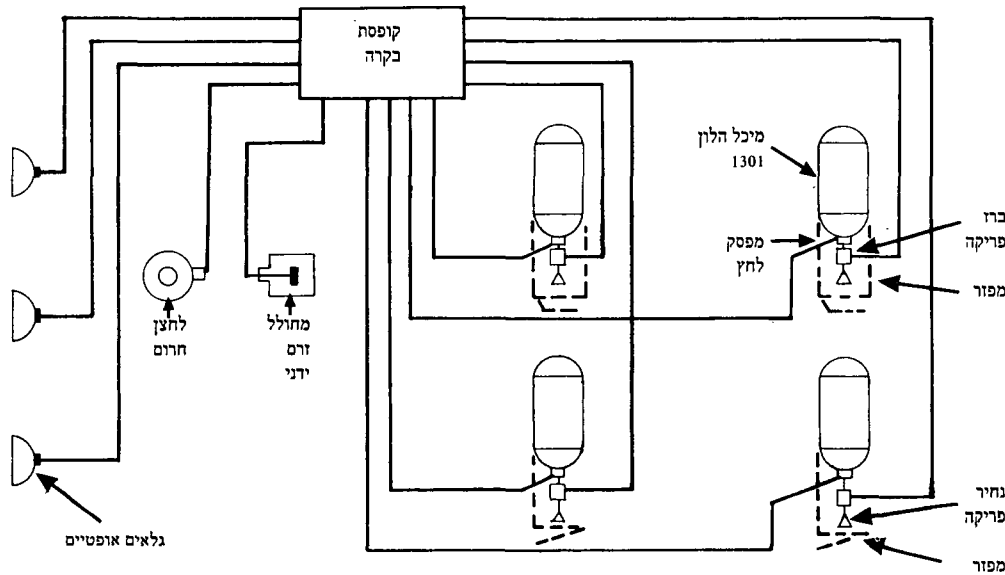 קופסת
בקרה
מיכל הלון
1301
ברז
פריקה
מפסק
לחץ
מפזר
לחצן
חרום
מחולל
זרם
ידני
נחיר
פריקה
גלאים אופטיים
מפזר